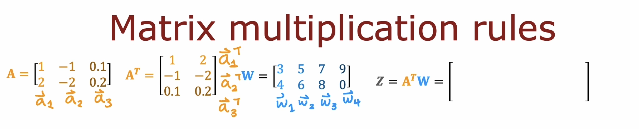 Matrix multiplication rules
A = [1 -1 0.1] Aᵀ = [1 2] a⃗₁ᵀ
[2 -2 0.2] [-1 -2] a⃗₂ᵀ W = [3 5 7 9] Z = AᵀW = [ ]
a⃗₁ a⃗₂ a⃗₃ [0.1 0.2] a⃗₃ᵀ [4 6 8 0]
w⃗₁ w⃗₂ w⃗₃ w⃗₄